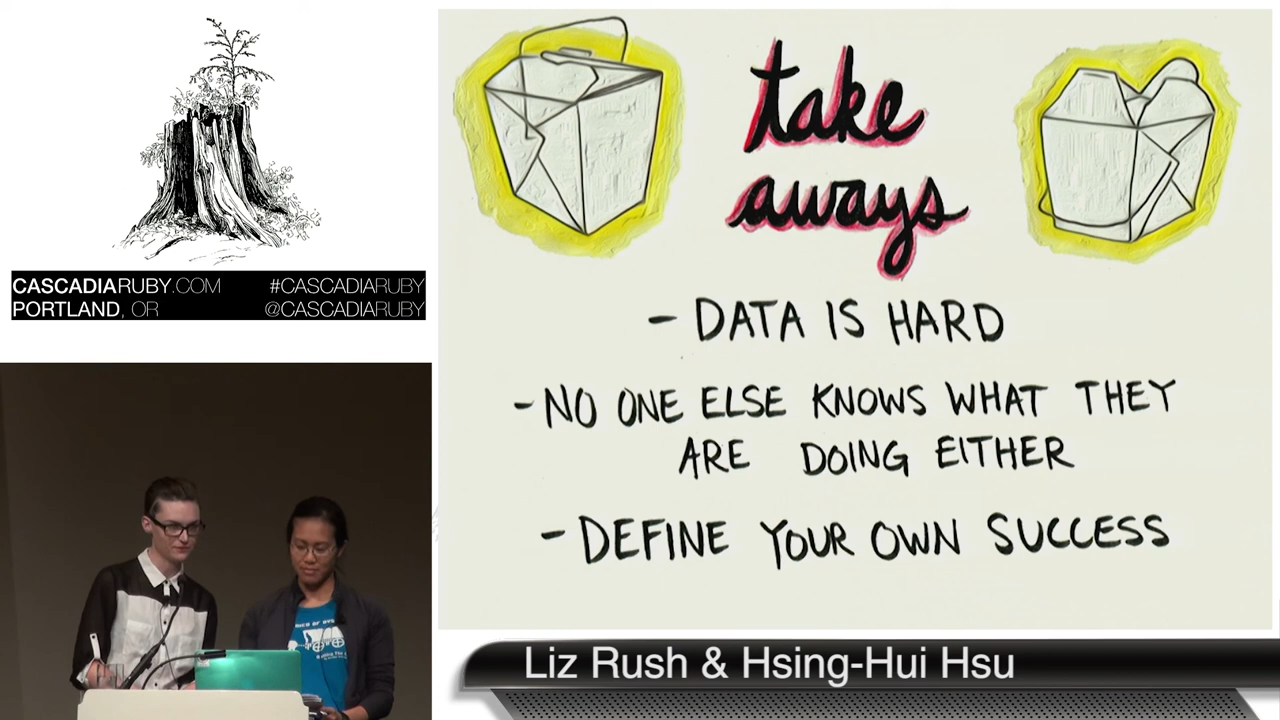 CASCADIARUBY.COM #CASCADIARUBY
PORTLAND, OR @CASCADIARUBY
take
aways
- DATA IS HARD
- NO ONE ELSE KNOWS WHAT THEY
ARE DOING EITHER
- DEFINE YOUR OWN SUCCESS
Liz Rush & Hsing-Hui Hsu